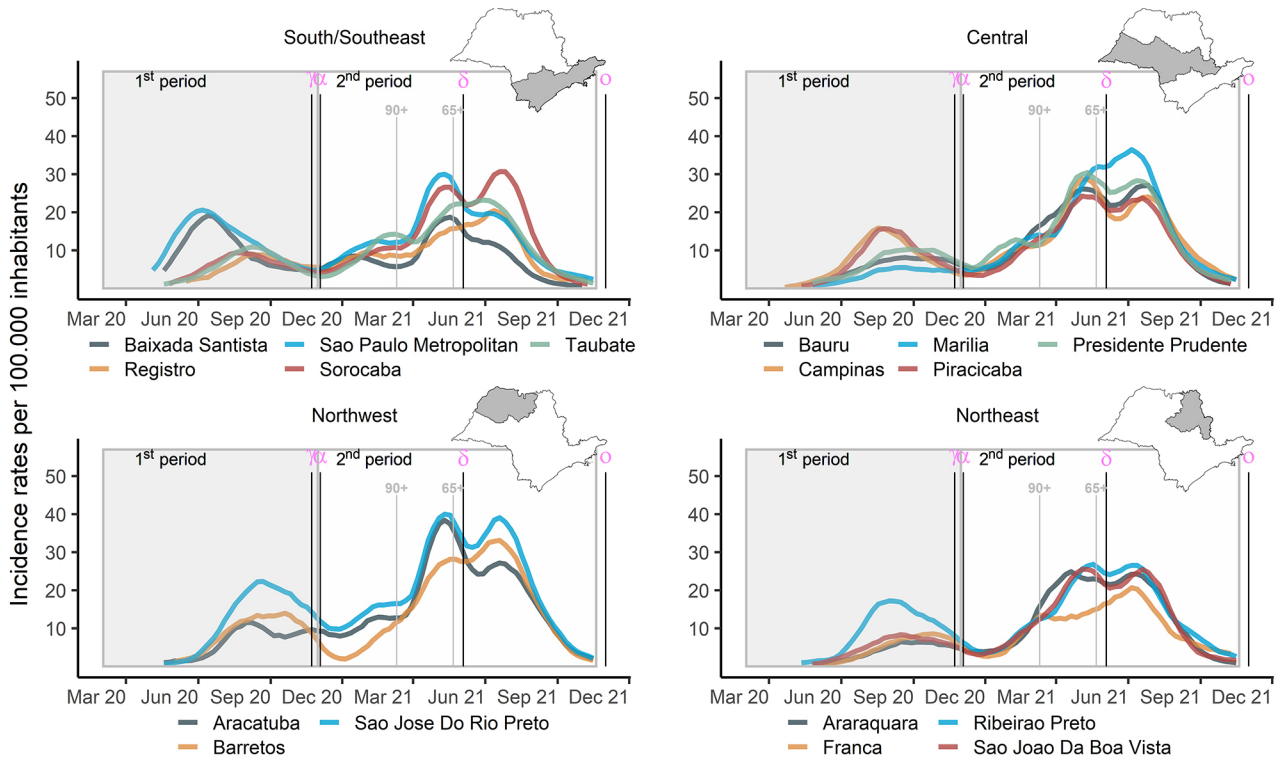 South/Southeast
1st period
γα
2nd period
δ
ο
90+
65+
50
40
30
20
10
Mar 20 Jun 20 Sep 20 Dec 20 Mar 21 Jun 21 Sep 21 Dec 21
Baixada Santista Sao Paulo Metropolitan Taubate
Registro Sorocaba
Central
1st period
γα
2nd period
δ
ο
90+
65+
50
40
30
20
10
Mar 20 Jun 20 Sep 20 Dec 20 Mar 21 Jun 21 Sep 21 Dec 21
Bauru Marilia Presidente Prudente
Campinas Piracicaba
Incidence rates per 100.000 inhabitants
Northwest
1st period
γα
2nd period
δ
ο
90+
65+
50
40
30
20
10
Mar 20 Jun 20 Sep 20 Dec 20 Mar 21 Jun 21 Sep 21 Dec 21
Aracatuba Sao Jose Do Rio Preto
Barretos
Northeast
1st period
γα
2nd period
δ
ο
90+
65+
50
40
30
20
10
Mar 20 Jun 20 Sep 20 Dec 20 Mar 21 Jun 21 Sep 21 Dec 21
Araraquara Ribeirao Preto
Franca Sao Joao Da Boa Vista